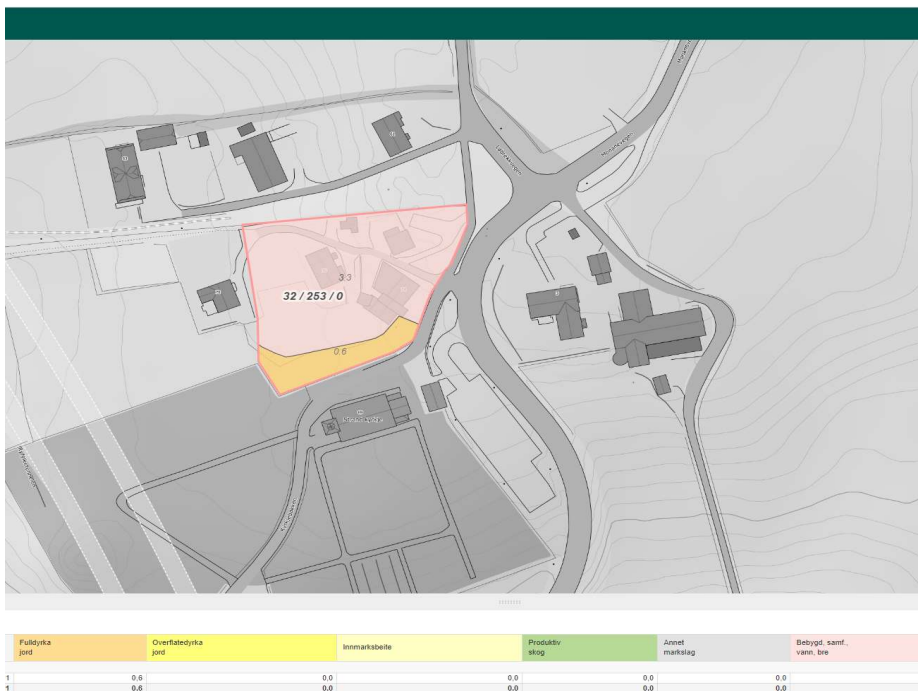 Leitevegen
3.3
32 / 253 / 0
0.6
Kyrkjevegen
Fulldyrka
jord
Overflatedyrka
jord
Innmarksbeite
Produktiv
skog
Annet
markslag
Bebygd, samf.,
vann, bre
1 0.6 0.0 0.0 0.0 0.0
1 0.6 0.0 0.0 0.0 0.0